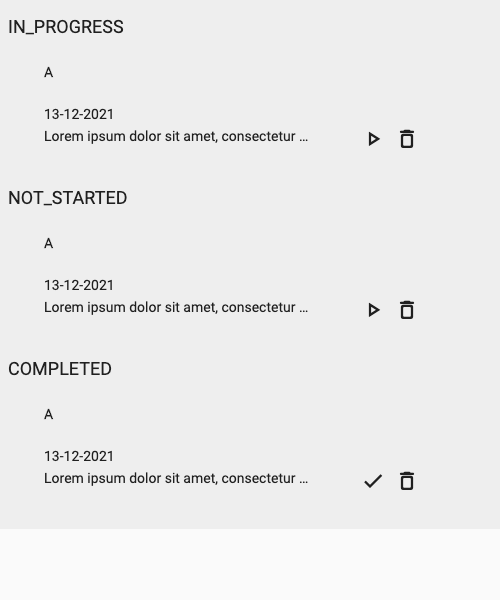 IN_PROGRESS
A
13-12-2021
Lorem ipsum dolor sit amet, consectetur ...
NOT_STARTED
A
13-12-2021
Lorem ipsum dolor sit amet, consectetur ...
COMPLETED
A
13-12-2021
Lorem ipsum dolor sit amet, consectetur ...